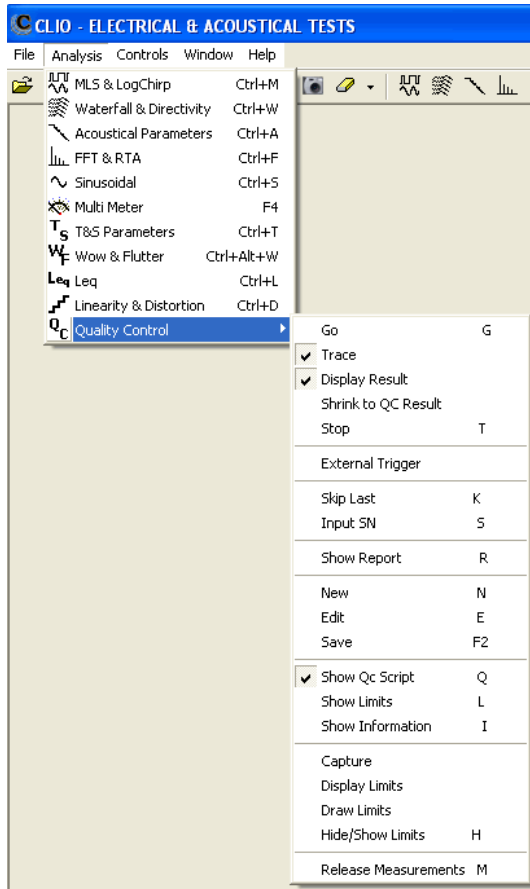 CLIO - ELECTRICAL & ACOUSTICAL TESTS
File Analysis Controls Window Help
MLS & LogChirp Ctrl+M
Waterfall & Directivity Ctrl+W
Acoustical Parameters Ctrl+A
FFT & RTA Ctrl+F
Sinusoidal Ctrl+S
Multi Meter F4
TS T&S Parameters Ctrl+T
WF Wow & Flutter Ctrl+Alt+W
Leq Leq Ctrl+L
Linearity & Distortion Ctrl+D
QC Quality Control
Go G
Trace
Display Result
Shrink to QC Result
Stop T
External Trigger
Skip Last K
Input SN S
Show Report R
New N
Edit E
Save F2
Show Qc Script Q
Show Limits L
Show Information I
Capture
Display Limits
Draw Limits
Hide/Show Limits H
Release Measurements M